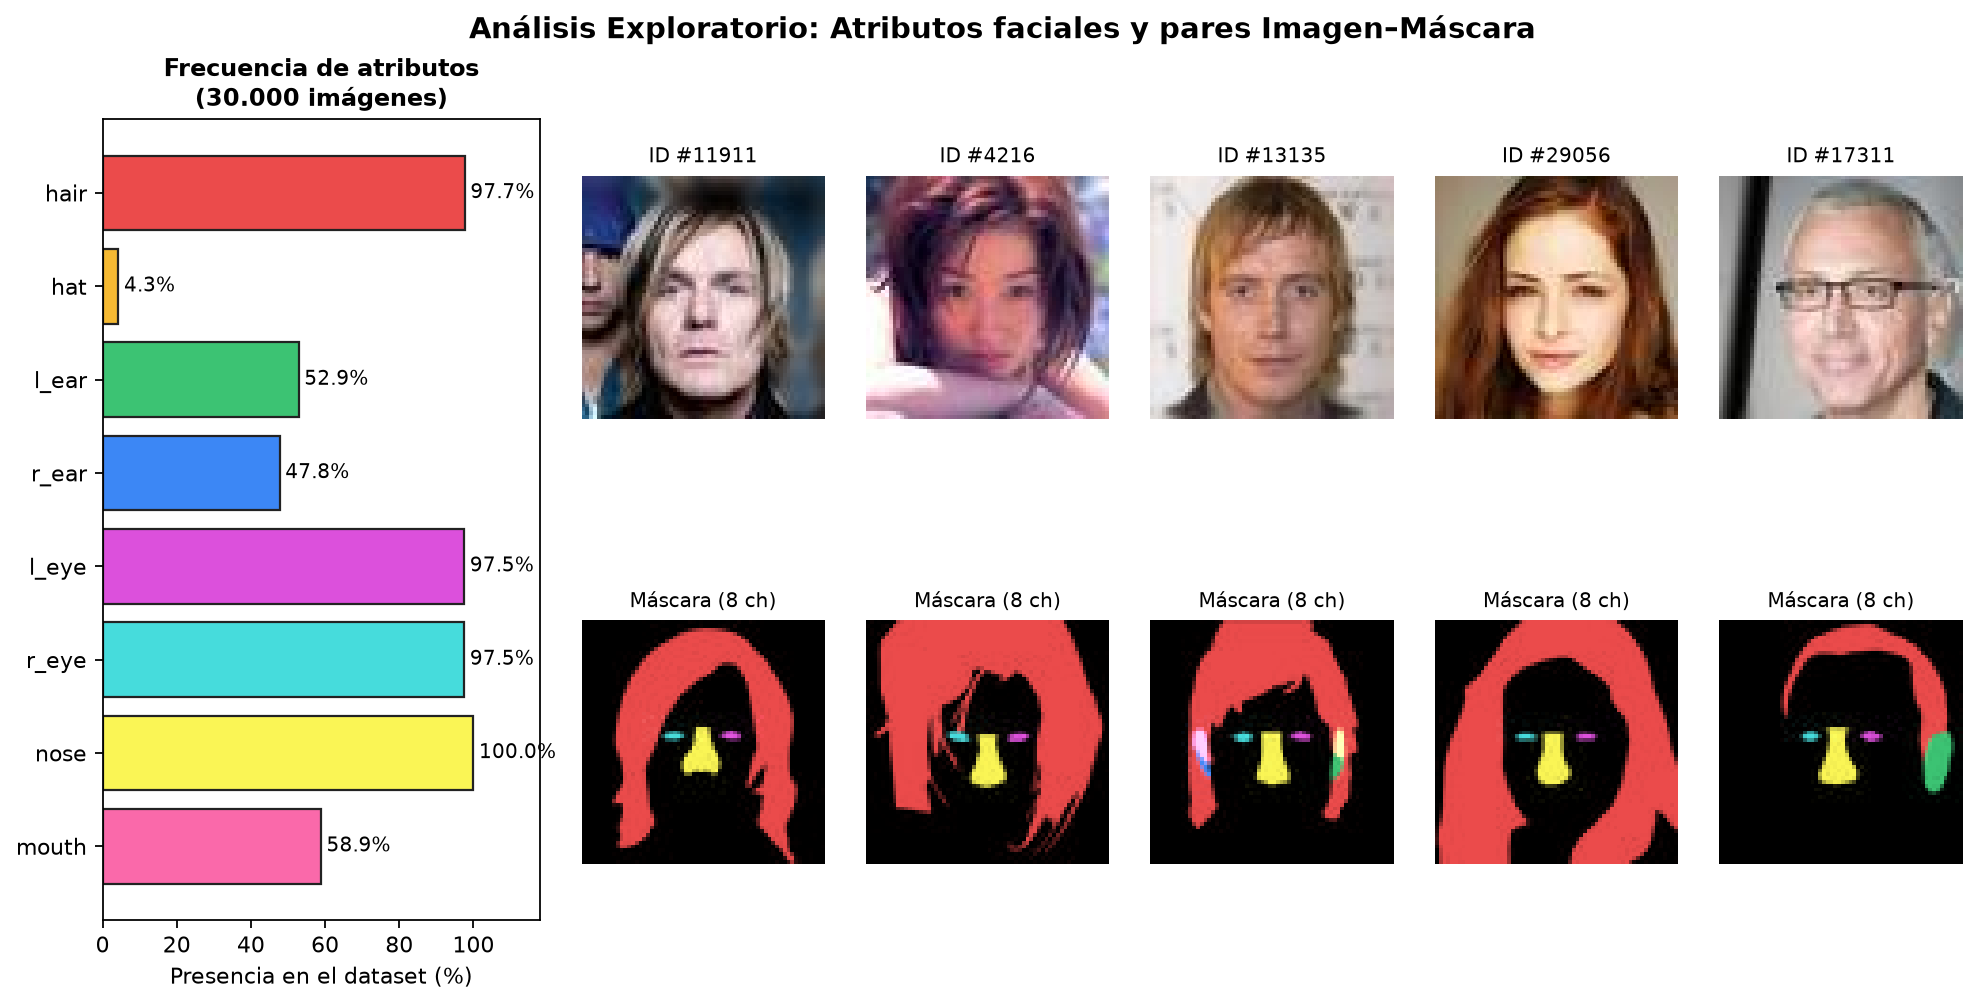 Análisis Exploratorio: Atributos faciales y pares Imagen–Máscara
Frecuencia de atributos
(30.000 imágenes)
hair
97.7%
hat
4.3%
l_ear
52.9%
r_ear
47.8%
l_eye
97.5%
r_eye
97.5%
nose
100.0%
mouth
58.9%
0 20 40 60 80 100
Presencia en el dataset (%)
ID #11911
ID #4216
ID #13135
ID #29056
ID #17311
Máscara (8 ch)
Máscara (8 ch)
Máscara (8 ch)
Máscara (8 ch)
Máscara (8 ch)